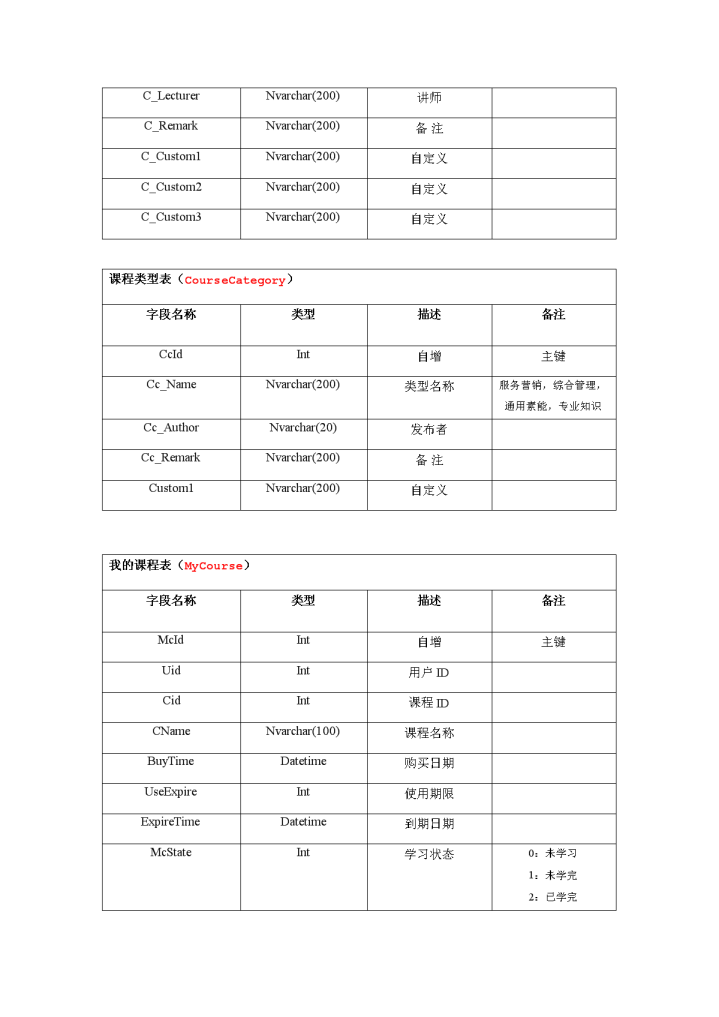 C_Lecturer Nvarchar(200) 讲师
C_Remark Nvarchar(200) 备 注
C_Custom1 Nvarchar(200) 自定义
C_Custom2 Nvarchar(200) 自定义
C_Custom3 Nvarchar(200) 自定义
课程类型表（CourseCategory）
字段名称 类型 描述 备注
CcId Int 自增 主键
Cc_Name Nvarchar(200) 类型名称 服务营销，综合管理，
通用素能，专业知识
Cc_Author Nvarchar(20) 发布者
Cc_Remark Nvarchar(200) 备 注
Custom1 Nvarchar(200) 自定义
我的课程表（MyCourse）
字段名称 类型 描述 备注
McId Int 自增 主键
Uid Int 用户 ID
Cid Int 课程 ID
CName Nvarchar(100) 课程名称
BuyTime Datetime 购买日期
UseExpire Int 使用期限
ExpireTime Datetime 到期日期
McState Int 学习状态 0：未学习
1：未学完
2：已学完